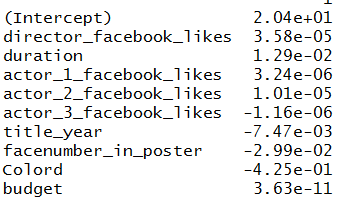 1
(Intercept) 2.04e+01
director_facebook_likes 3.58e-05
duration 1.29e-02
actor_1_facebook_likes 3.24e-06
actor_2_facebook_likes 1.01e-05
actor_3_facebook_likes -1.16e-06
title_year -7.47e-03
facenumber_in_poster -2.99e-02
Colord -4.25e-01
budget 3.63e-11